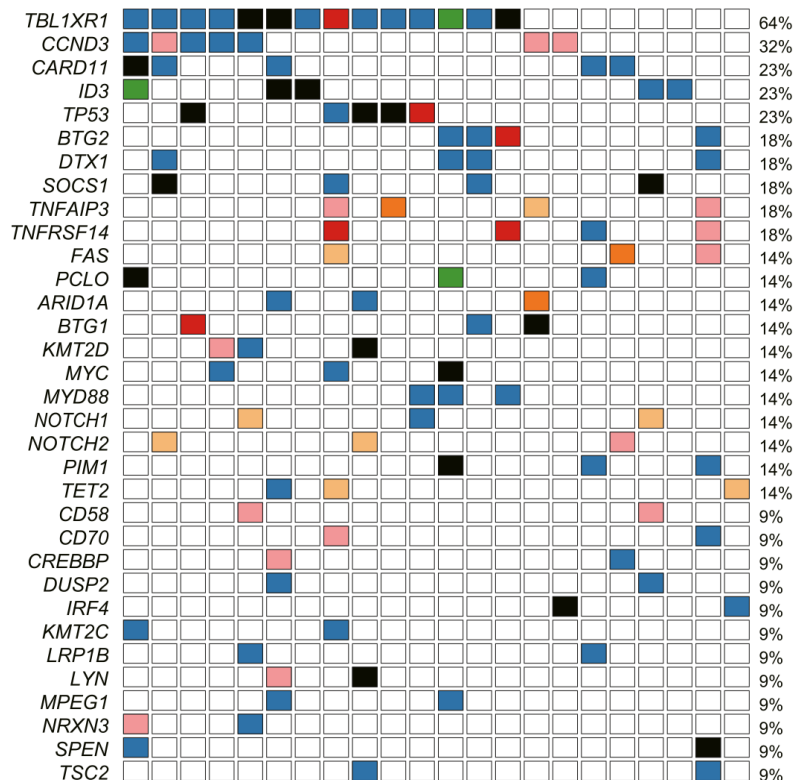 TBL1XR1 64%
CCND3 32%
CARD11 23%
ID3 23%
TP53 23%
BTG2 18%
DTX1 18%
SOCS1 18%
TNFAIP3 18%
TNFRSF14 18%
FAS 14%
PCLO 14%
ARID1A 14%
BTG1 14%
KMT2D 14%
MYC 14%
MYD88 14%
NOTCH1 14%
NOTCH2 14%
PIM1 14%
TET2 14%
CD58 9%
CD70 9%
CREBBP 9%
DUSP2 9%
IRF4 9%
KMT2C 9%
LRP1B 9%
LYN 9%
MPEG1 9%
NRXN3 9%
SPEN 9%
TSC2 9%